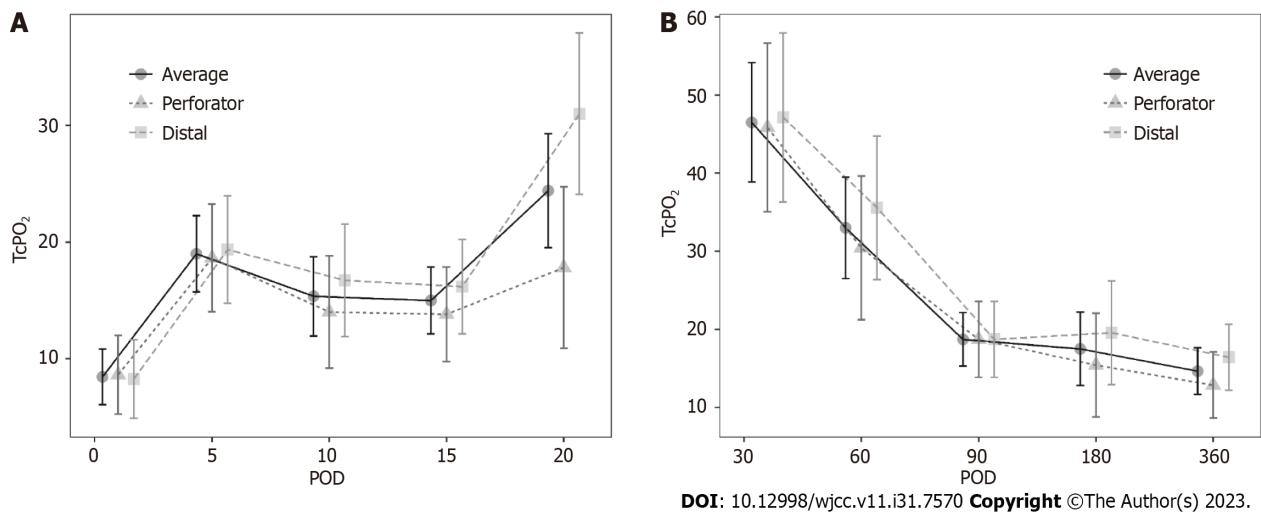 A
Average
Perforator
Distal
30
20
10
TcPO₂
0 5 10 15 20
POD
B
Average
Perforator
Distal
60
50
40
30
20
10
TcPO₂
30 60 90 180 360
POD
DOI: 10.12998/wjcc.v11.i31.7570 Copyright ©The Author(s) 2023.